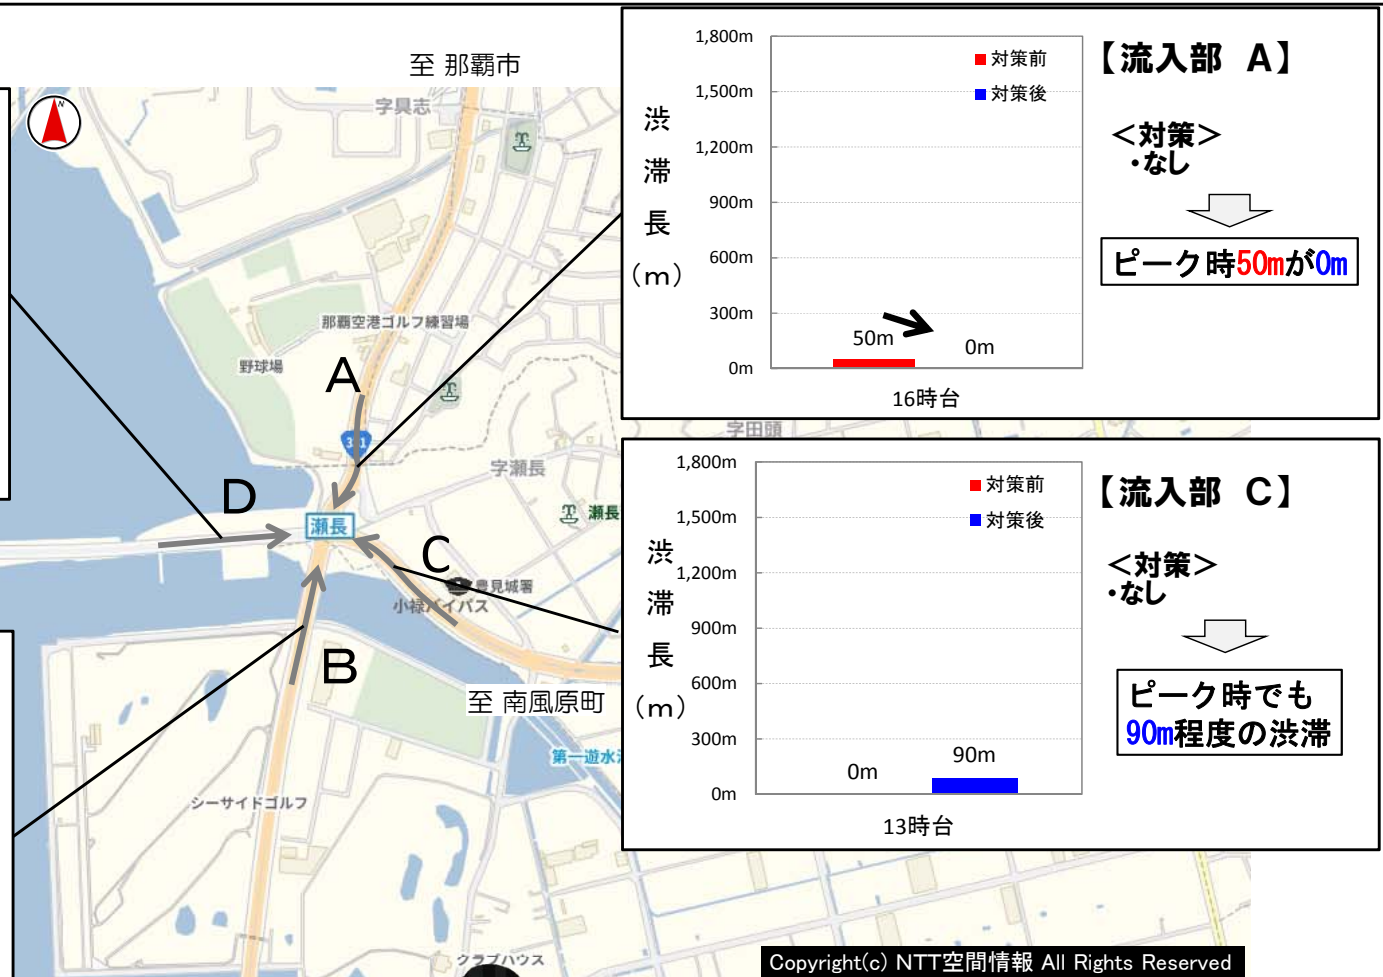 至 那覇市
N
字具志
那覇空港ゴルフ練習場
野球場
A
331
字瀬長
字田頭
D
瀬長
瀬長
C
豊見城署
小禄バイパス
B
至 南風原町
第一遊水
シーサイドゴルフ
クラブハウス
渋滞長(m)
1,800m
1,500m
1,200m
900m
600m
300m
0m
対策前
対策後
50m
0m
16時台
【流入部 A】
＜対策＞
・なし
ピーク時50mが0m
渋滞長(m)
1,800m
1,500m
1,200m
900m
600m
300m
0m
対策前
対策後
0m
90m
13時台
【流入部 C】
＜対策＞
・なし
ピーク時でも
90m程度の渋滞
Copyright(c) NTT空間情報 All Rights Reserved